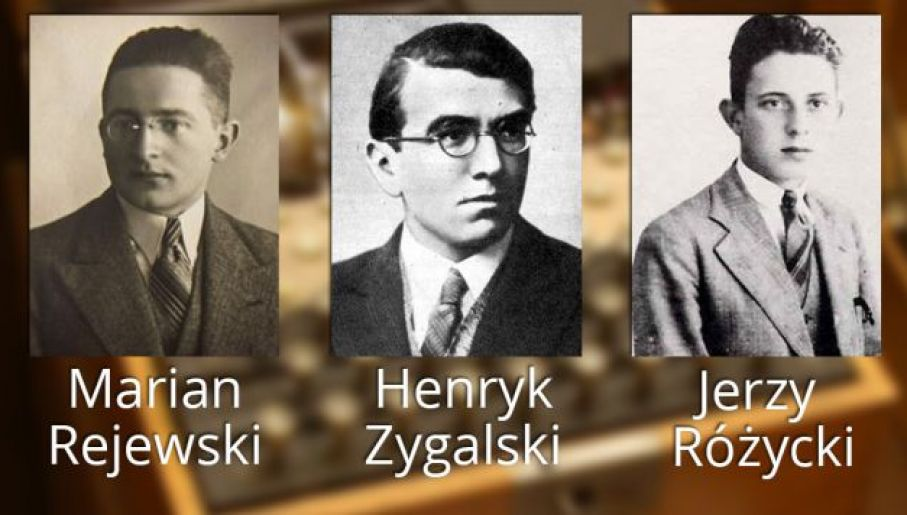 Marian
Rejewski
Henryk
Zygalski
Jerzy
Różycki